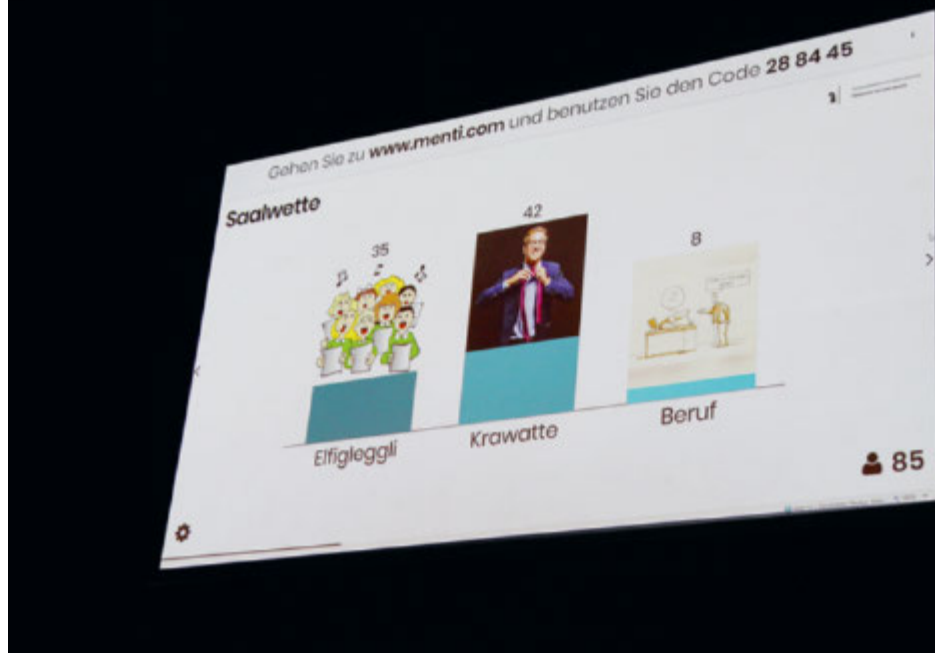 Gehen Sie zu www.menti.com und benutzen Sie den Code 28 84 45
Saalwette
35
42
8
Elfigleggli
Krawatte
Beruf
85